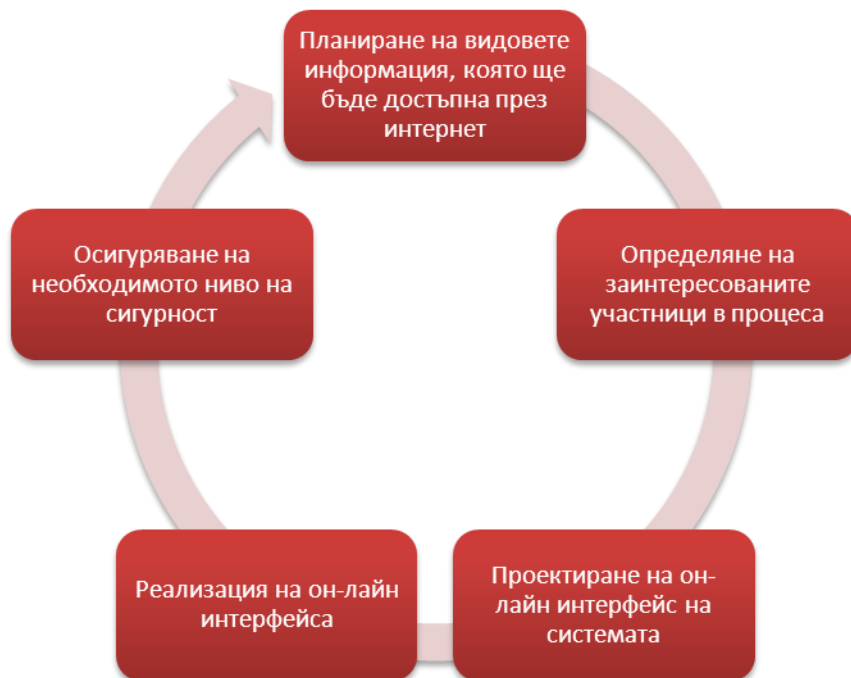 Планиране на видовете
информация, която ще
бъде достъпна през
интернет
Определяне на
заинтересованите
участници в процеса
Проектиране на он-
лайн интерфейс на
системата
Реализация на он-лайн
интерфейса
Осигуряване на
необходимото ниво на
сигурност